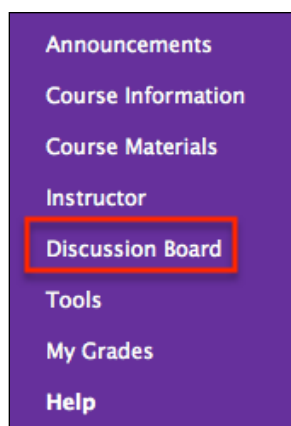 Announcements
Course Information
Course Materials
Instructor
Discussion Board
Tools
My Grades
Help